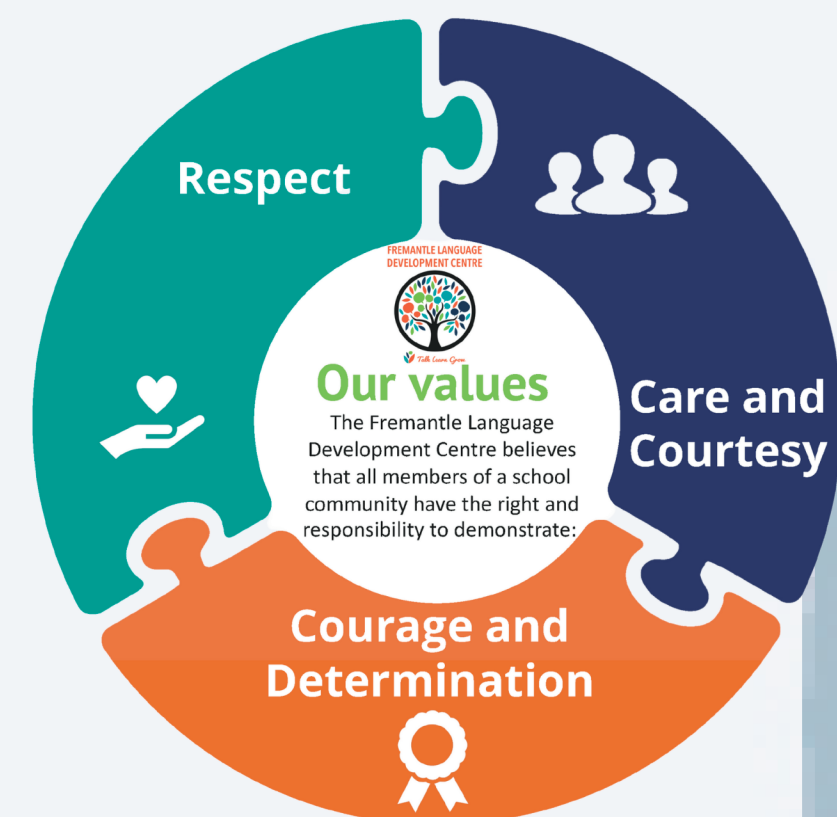 Respect
FREMANTLE LANGUAGE
DEVELOPMENT CENTRE
Talk Learn Grow
Our values
The Fremantle Language
Development Centre believes
that all members of a school
community have the right and
responsibility to demonstrate:
Care and
Courtesy
Courage and
Determination